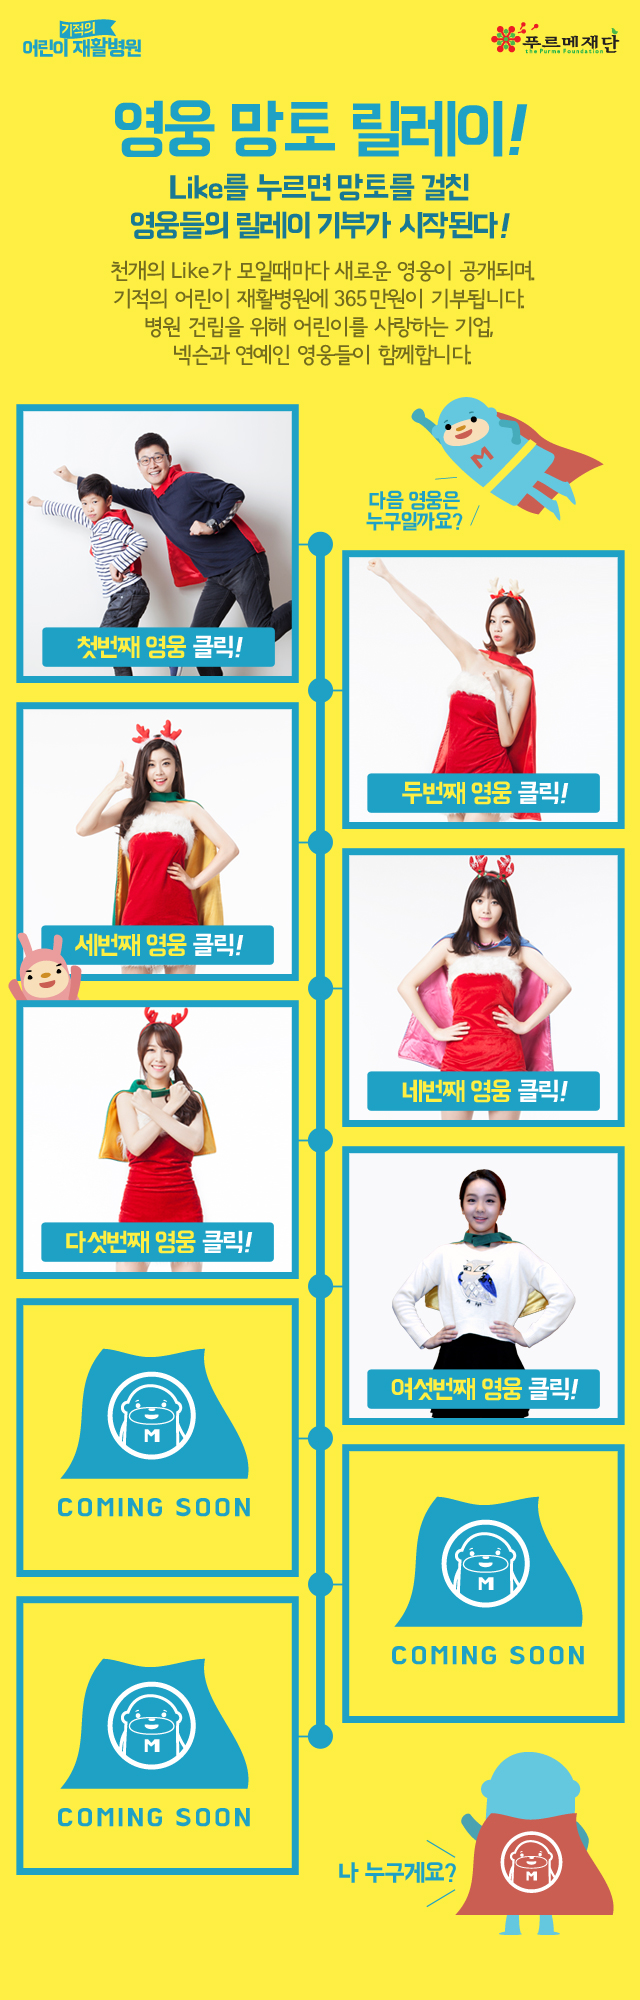 기적의
어린이 재활병원
푸르메재단
the Purme Foundation
영웅 망토 릴레이!
Like를 누르면 망토를 걸친
영웅들의 릴레이 기부가 시작된다!
천개의 Like가 모일때마다 새로운 영웅이 공개되며,
기적의 어린이 재활병원에 365만원이 기부됩니다.
병원 건립을 위해 어린이를 사랑하는 기업,
넥슨과 연예인 영웅들이 함께합니다.
M
다음 영웅은
누구일까요?
첫번째 영웅 클릭!
두번째 영웅 클릭!
세번째 영웅 클릭!
네번째 영웅 클릭!
다섯번째 영웅 클릭!
여섯번째 영웅 클릭!
M
COMING SOON
M
COMING SOON
M
COMING SOON
나 누구게요?
M